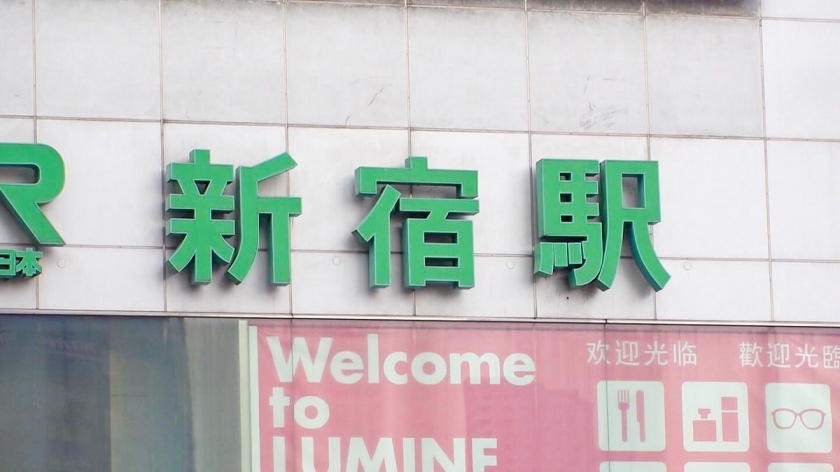 R 新宿駅
日本
Welcome
to
LUMINE
欢迎光临 歡迎光臨